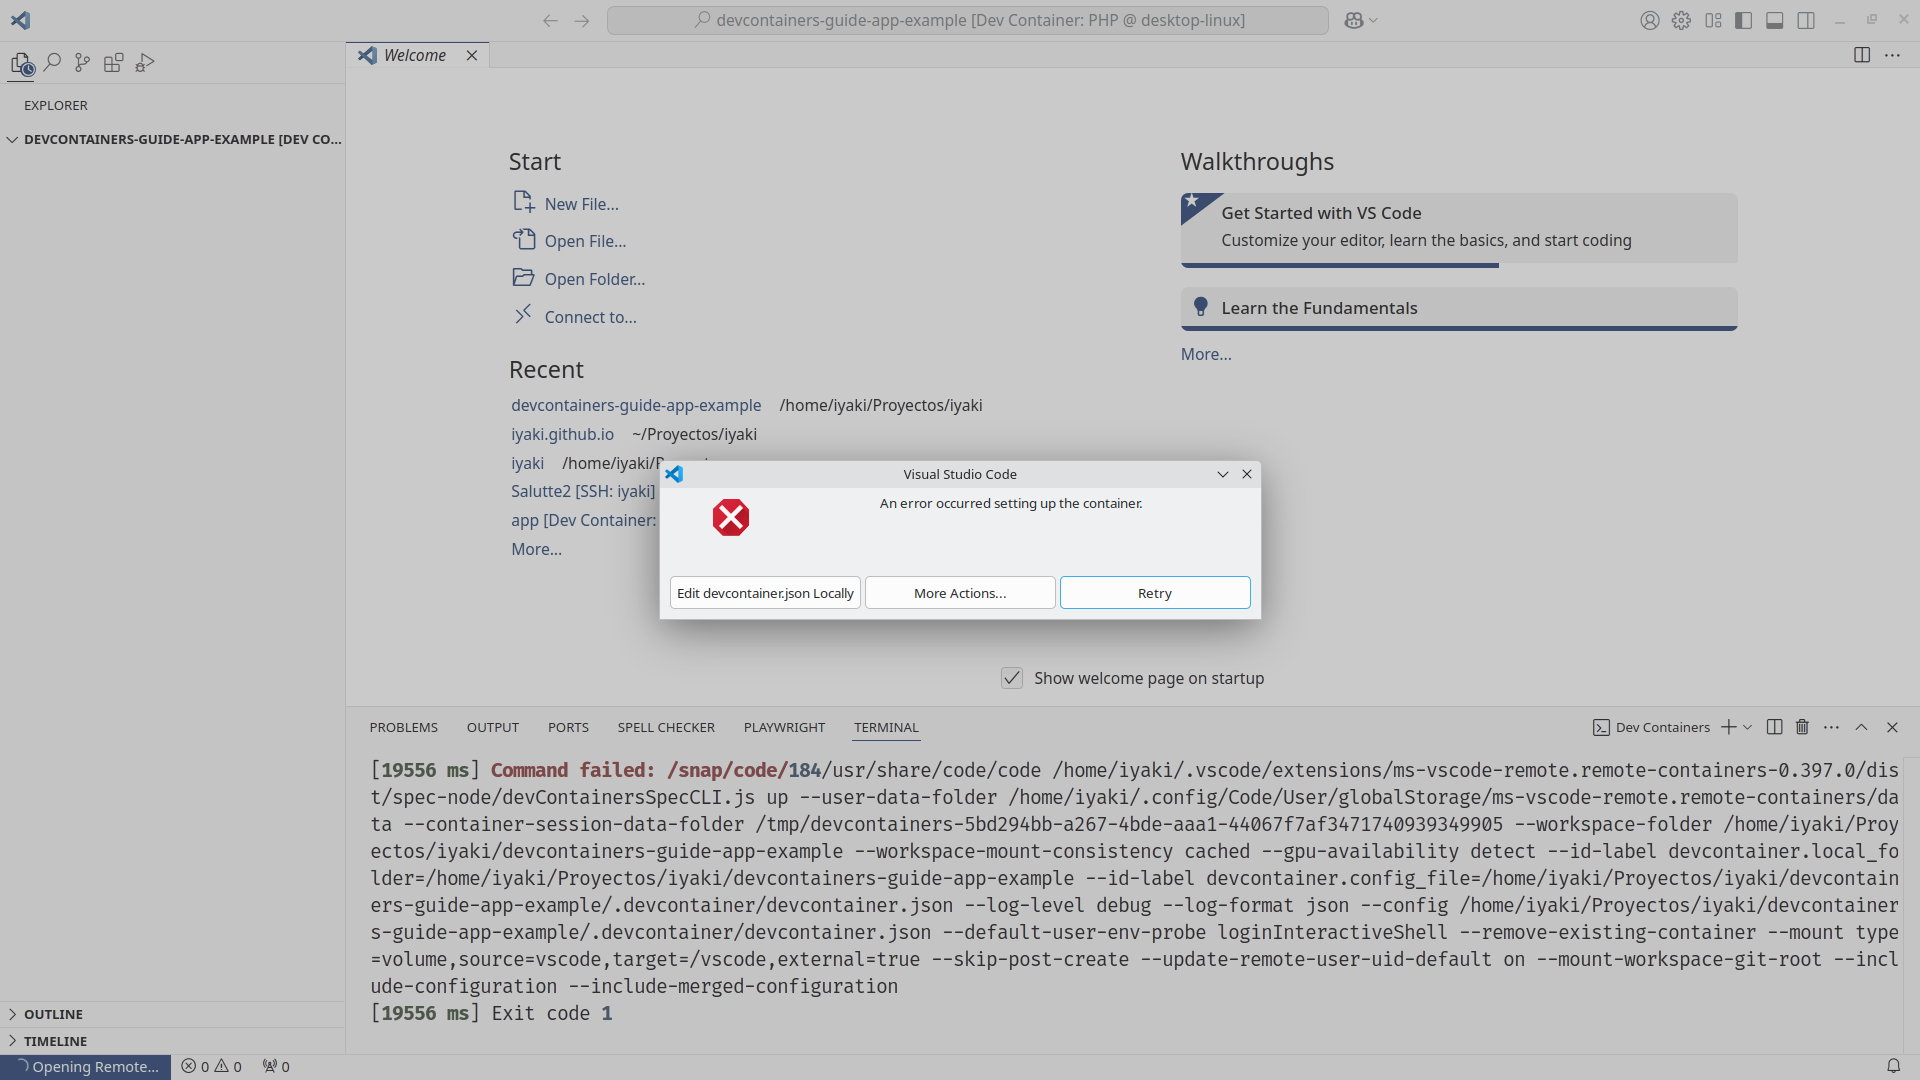 devcontainers-guide-app-example [Dev Container: PHP @ desktop-linux]
Welcome
EXPLORER
DEVCONTAINERS-GUIDE-APP-EXAMPLE [DEV CO...
Start
New File...
Open File...
Open Folder...
Connect to...
Recent
devcontainers-guide-app-example /home/iyaki/Proyectos/iyaki
iyaki.github.io ~/Proyectos/iyaki
iyaki /home/iyaki/
Salutte2 [SSH: iyaki]
app [Dev Container:
More...
Walkthroughs
Get Started with VS Code
Customize your editor, learn the basics, and start coding
Learn the Fundamentals
More...
Visual Studio Code
An error occurred setting up the container.
Edit devcontainer.json Locally
More Actions...
Retry
Show welcome page on startup
PROBLEMS OUTPUT PORTS SPELL CHECKER PLAYWRIGHT TERMINAL
Dev Containers
[19556 ms] Command failed: /snap/code/184/usr/share/code/code /home/iyaki/.vscode/extensions/ms-vscode-remote.remote-containers-0.397.0/dis
t/spec-node/devContainersSpecCLI.js up --user-data-folder /home/iyaki/.config/Code/User/globalStorage/ms-vscode-remote.remote-containers/da
ta --container-session-data-folder /tmp/devcontainers-5bd294bb-a267-4bde-aaa1-44067f7af3471740939349905 --workspace-folder /home/iyaki/Proy
ectos/iyaki/devcontainers-guide-app-example --workspace-mount-consistency cached --gpu-availability detect --id-label devcontainer.local_fo
lder=/home/iyaki/Proyectos/iyaki/devcontainers-guide-app-example --id-label devcontainer.config_file=/home/iyaki/Proyectos/iyaki/devcontain
ers-guide-app-example/.devcontainer/devcontainer.json --log-level debug --log-format json --config /home/iyaki/Proyectos/iyaki/devcontainer
s-guide-app-example/.devcontainer/devcontainer.json --default-user-env-probe loginInteractiveShell --remove-existing-container --mount type
=volume,source=vscode,target=/vscode,external=true --skip-post-create --update-remote-user-uid-default on --mount-workspace-git-root --incl
ude-configuration --include-merged-configuration
[19556 ms] Exit code 1
OUTLINE
TIMELINE
Opening Remote... 0 0 0